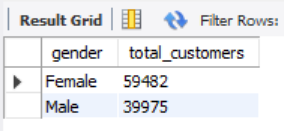 Result Grid Filter Rows:
gender total_customers
Female 59482
Male 39975